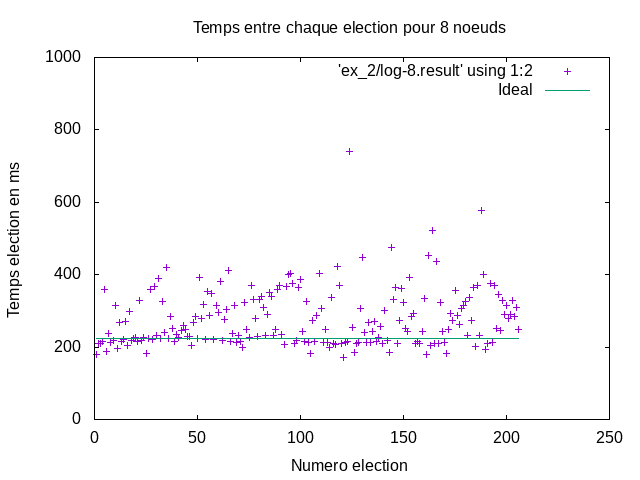 Temps entre chaque election pour 8 noeuds
'ex_2/log-8.result' using 1:2
Ideal
1000
800
600
400
200
0
Temps election en ms
0 50 100 150 200 250
Numero election